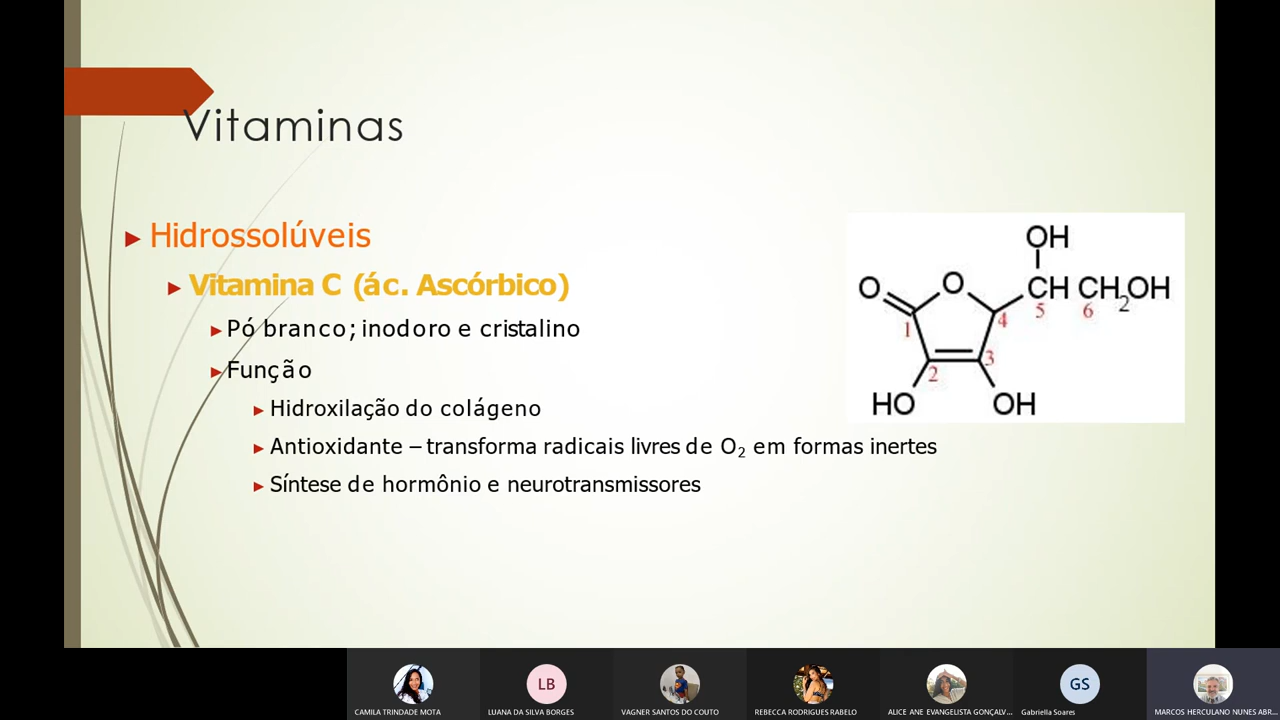 Vitaminas
Hidrossolúveis
Vitamina C (ác. Ascórbico)
Pó branco; inodoro e cristalino
Função
Hidroxilação do colágeno
Antioxidante – transforma radicais livres de O₂ em formas inertes
Síntese de hormônio e neurotransmissores
OH
O O CH CH₂OH
1 4 5 6
2 3
HO OH
LB GS
CAMILA TRINDADE MOTA LUANA DA SILVA BORGES VAGNER SANTOS DO COUTO REBECCA RODRIGUES RABELO ALICE ANE EVANGELISTA GONÇALV... Gabriella Soares MARCOS HERCULANO NUNES ABR...